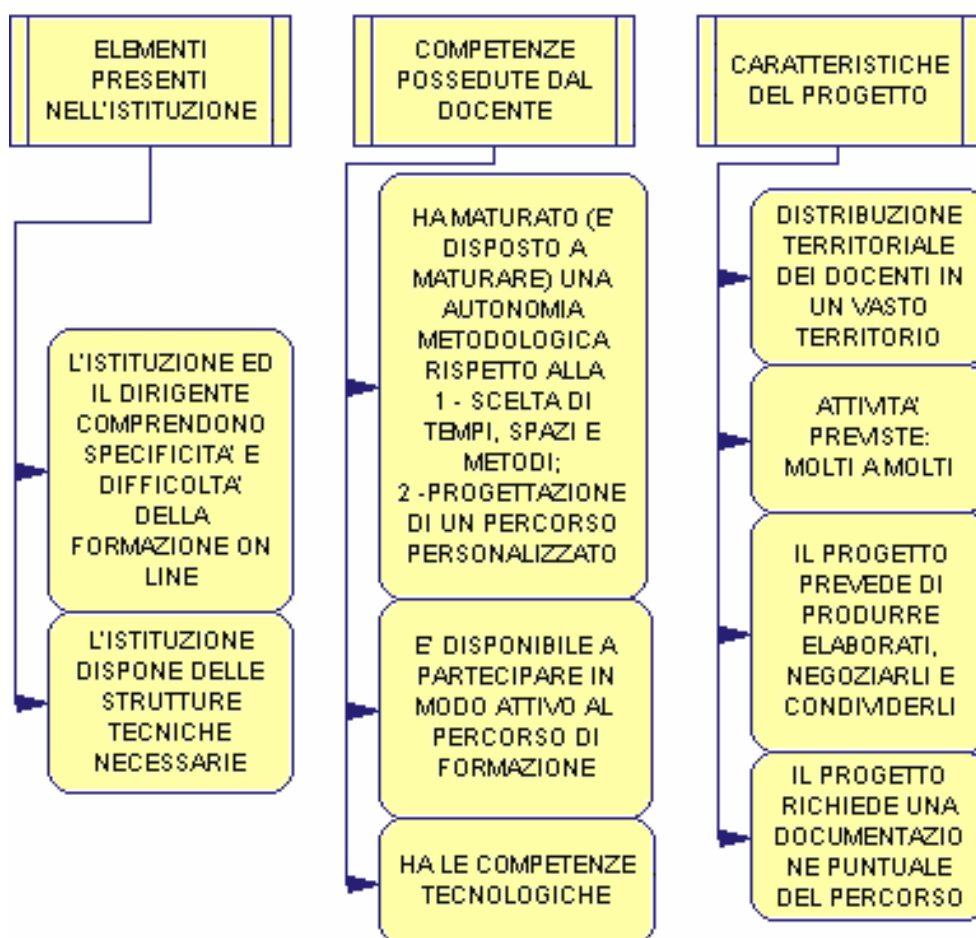 ELEMENTI
PRESENTI
NELL'ISTITUZIONE
L'ISTITUZIONE ED
IL DIRIGENTE
COMPRENDONO
SPECIFICITA' E
DIFFICOLTA'
DELLA
FORMAZIONE ON
LINE
L'ISTITUZIONE
DISPONE DELLE
STRUTTURE
TECNICHE
NECESSARIE
COMPETENZE
POSSEDUTE DAL
DOCENTE
HA MATURATO (E'
DISPOSTO A
MATURARE) UNA
AUTONOMIA
METODOLOGICA
RISPETTO ALLA
1 - SCELTA DI
TEMPI, SPAZI E
METODI;
2 -PROGETTAZIONE
DI UN PERCORSO
PERSONALIZZATO
E' DISPONIBILE A
PARTECIPARE IN
MODO ATTIVO AL
PERCORSO DI
FORMAZIONE
HA LE COMPETENZE
TECNOLOGICHE
CARATTERISTICHE
DEL PROGETTO
DISTRIBUZIONE
TERRITORIALE
DEI DOCENTI IN
UN VASTO
TERRITORIO
ATTIVITA'
PREVISTE:
MOLTI A MOLTI
IL PROGETTO
PREVEDE DI
PRODURRE
ELABORATI,
NEGOZIARLI E
CONDIVIDERLI
IL PROGETTO
RICHIEDE UNA
DOCUMENTAZIO
NE PUNTUALE
DEL PERCORSO